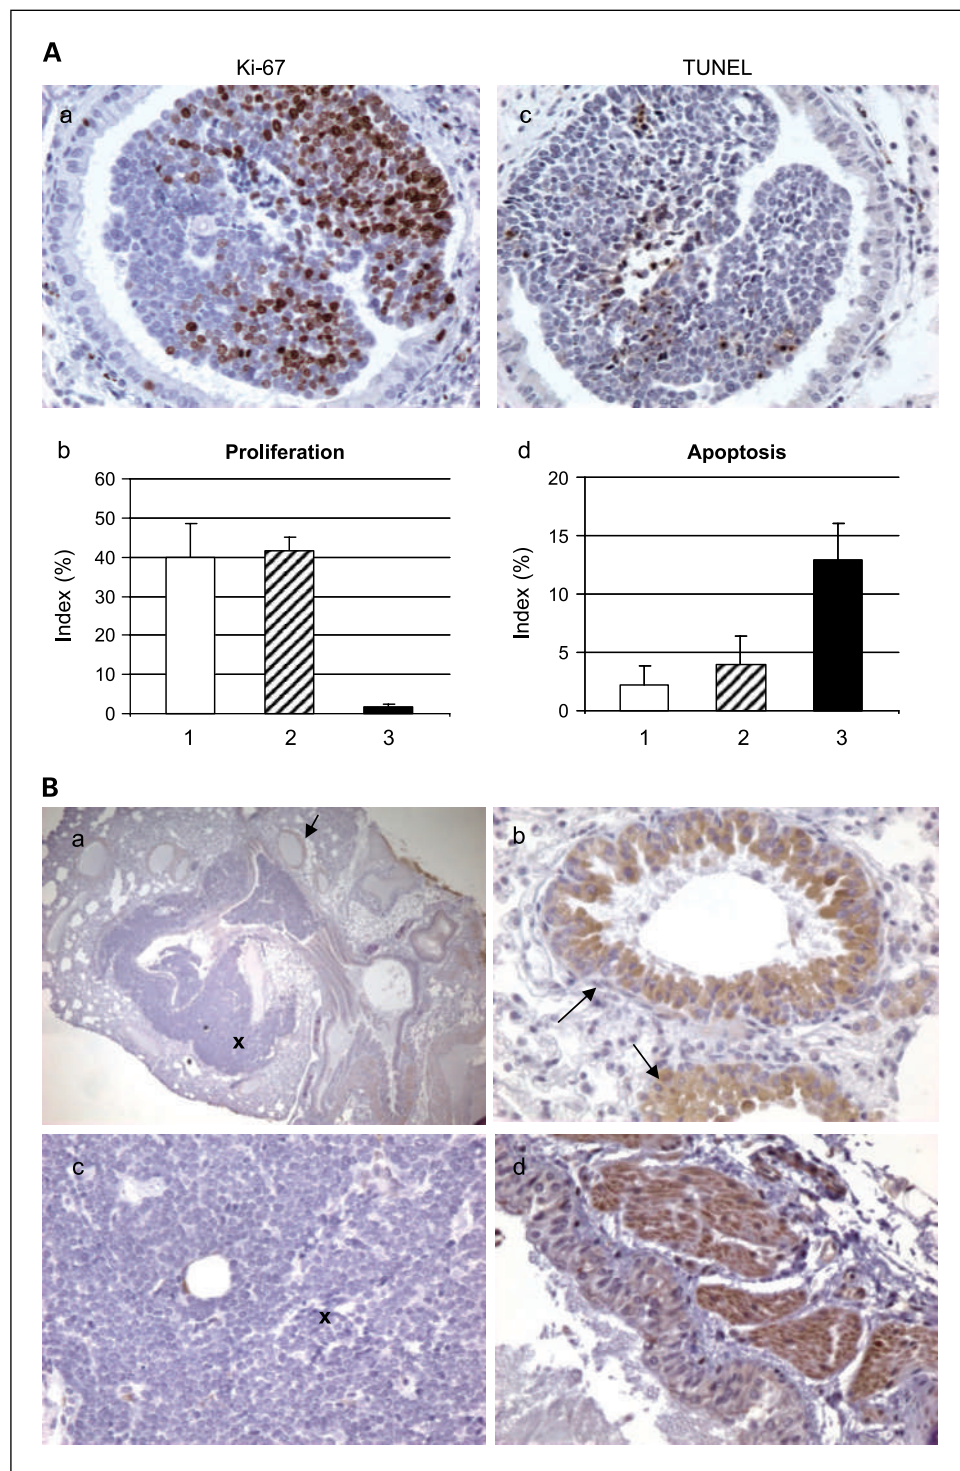 A
Ki-67
TUNEL
a
c
b
Proliferation
60
50
40
30
20
10
0
Index (%)
1 2 3
d
Apoptosis
20
15
10
5
0
Index (%)
1 2 3
B
a
x
b
c
x
d